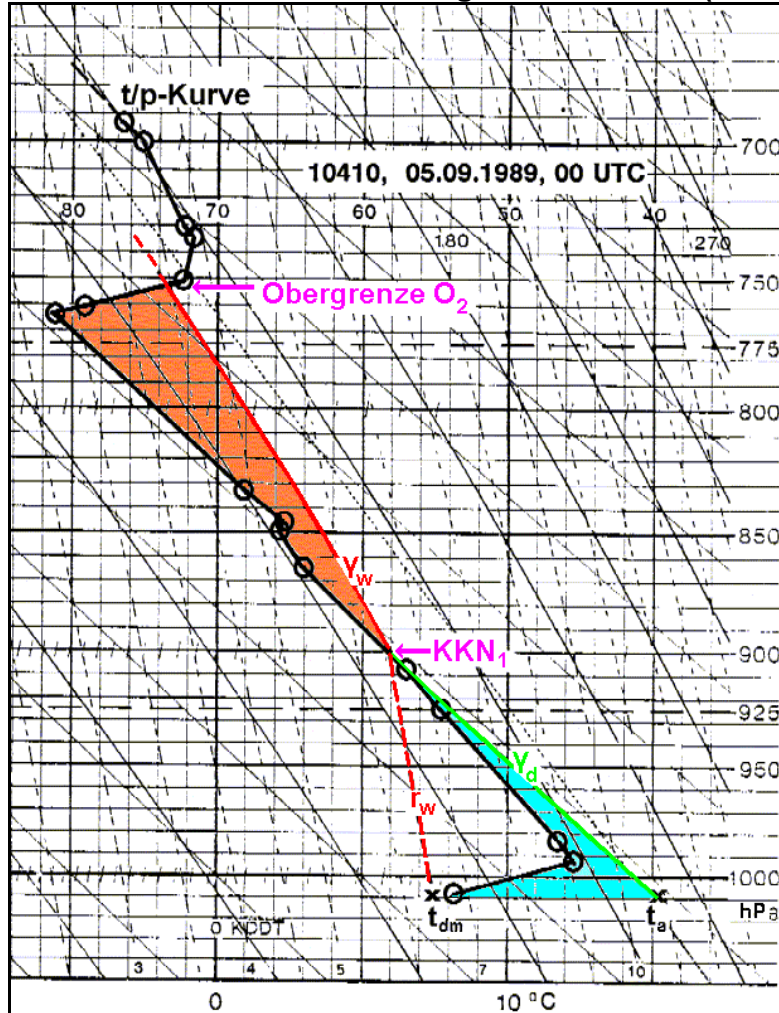 t/p-Kurve
700
10410, 05.09.1989, 00 UTC
80 70 60 50 40
180 270
750
Obergrenze O₂
775
800
850
γw
KKN₁
900
925
γd
950
rw
1000
tdm ta hPa
0 KCDT
3 4 5 7 10
0 10 °C